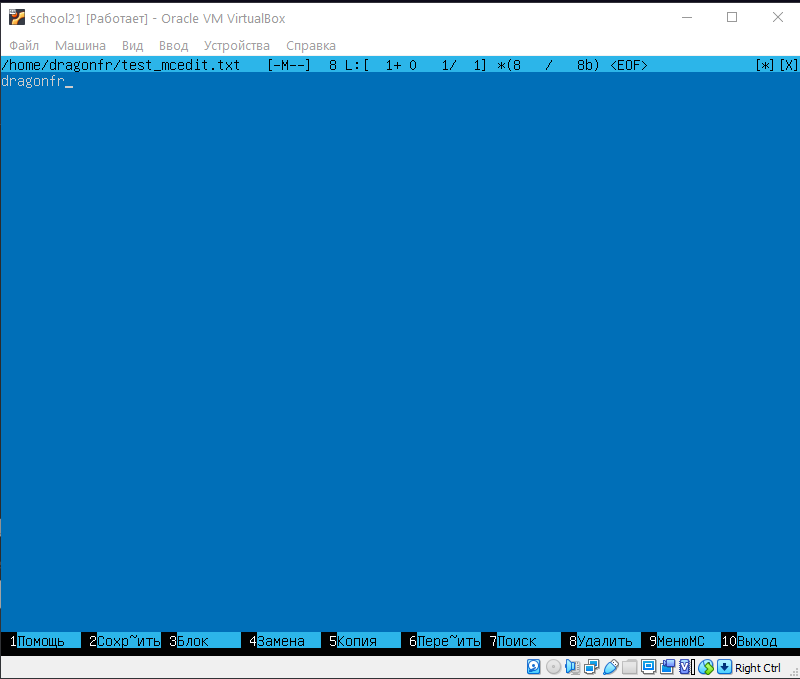 school21 [Работает] - Oracle VM VirtualBox
Файл Машина Вид Ввод Устройства Справка
/home/dragonfr/test_mcedit.txt [-M--] 8 L:[ 1+ 0 1/ 1] *(8 / 8b) <EOF> [*][X]
dragonfr_
1Помощь 2Сохр~ить 3Блок 4Замена 5Копия 6Пере~ить 7Поиск 8Удалить 9МенюMC 10Выход
Right Ctrl